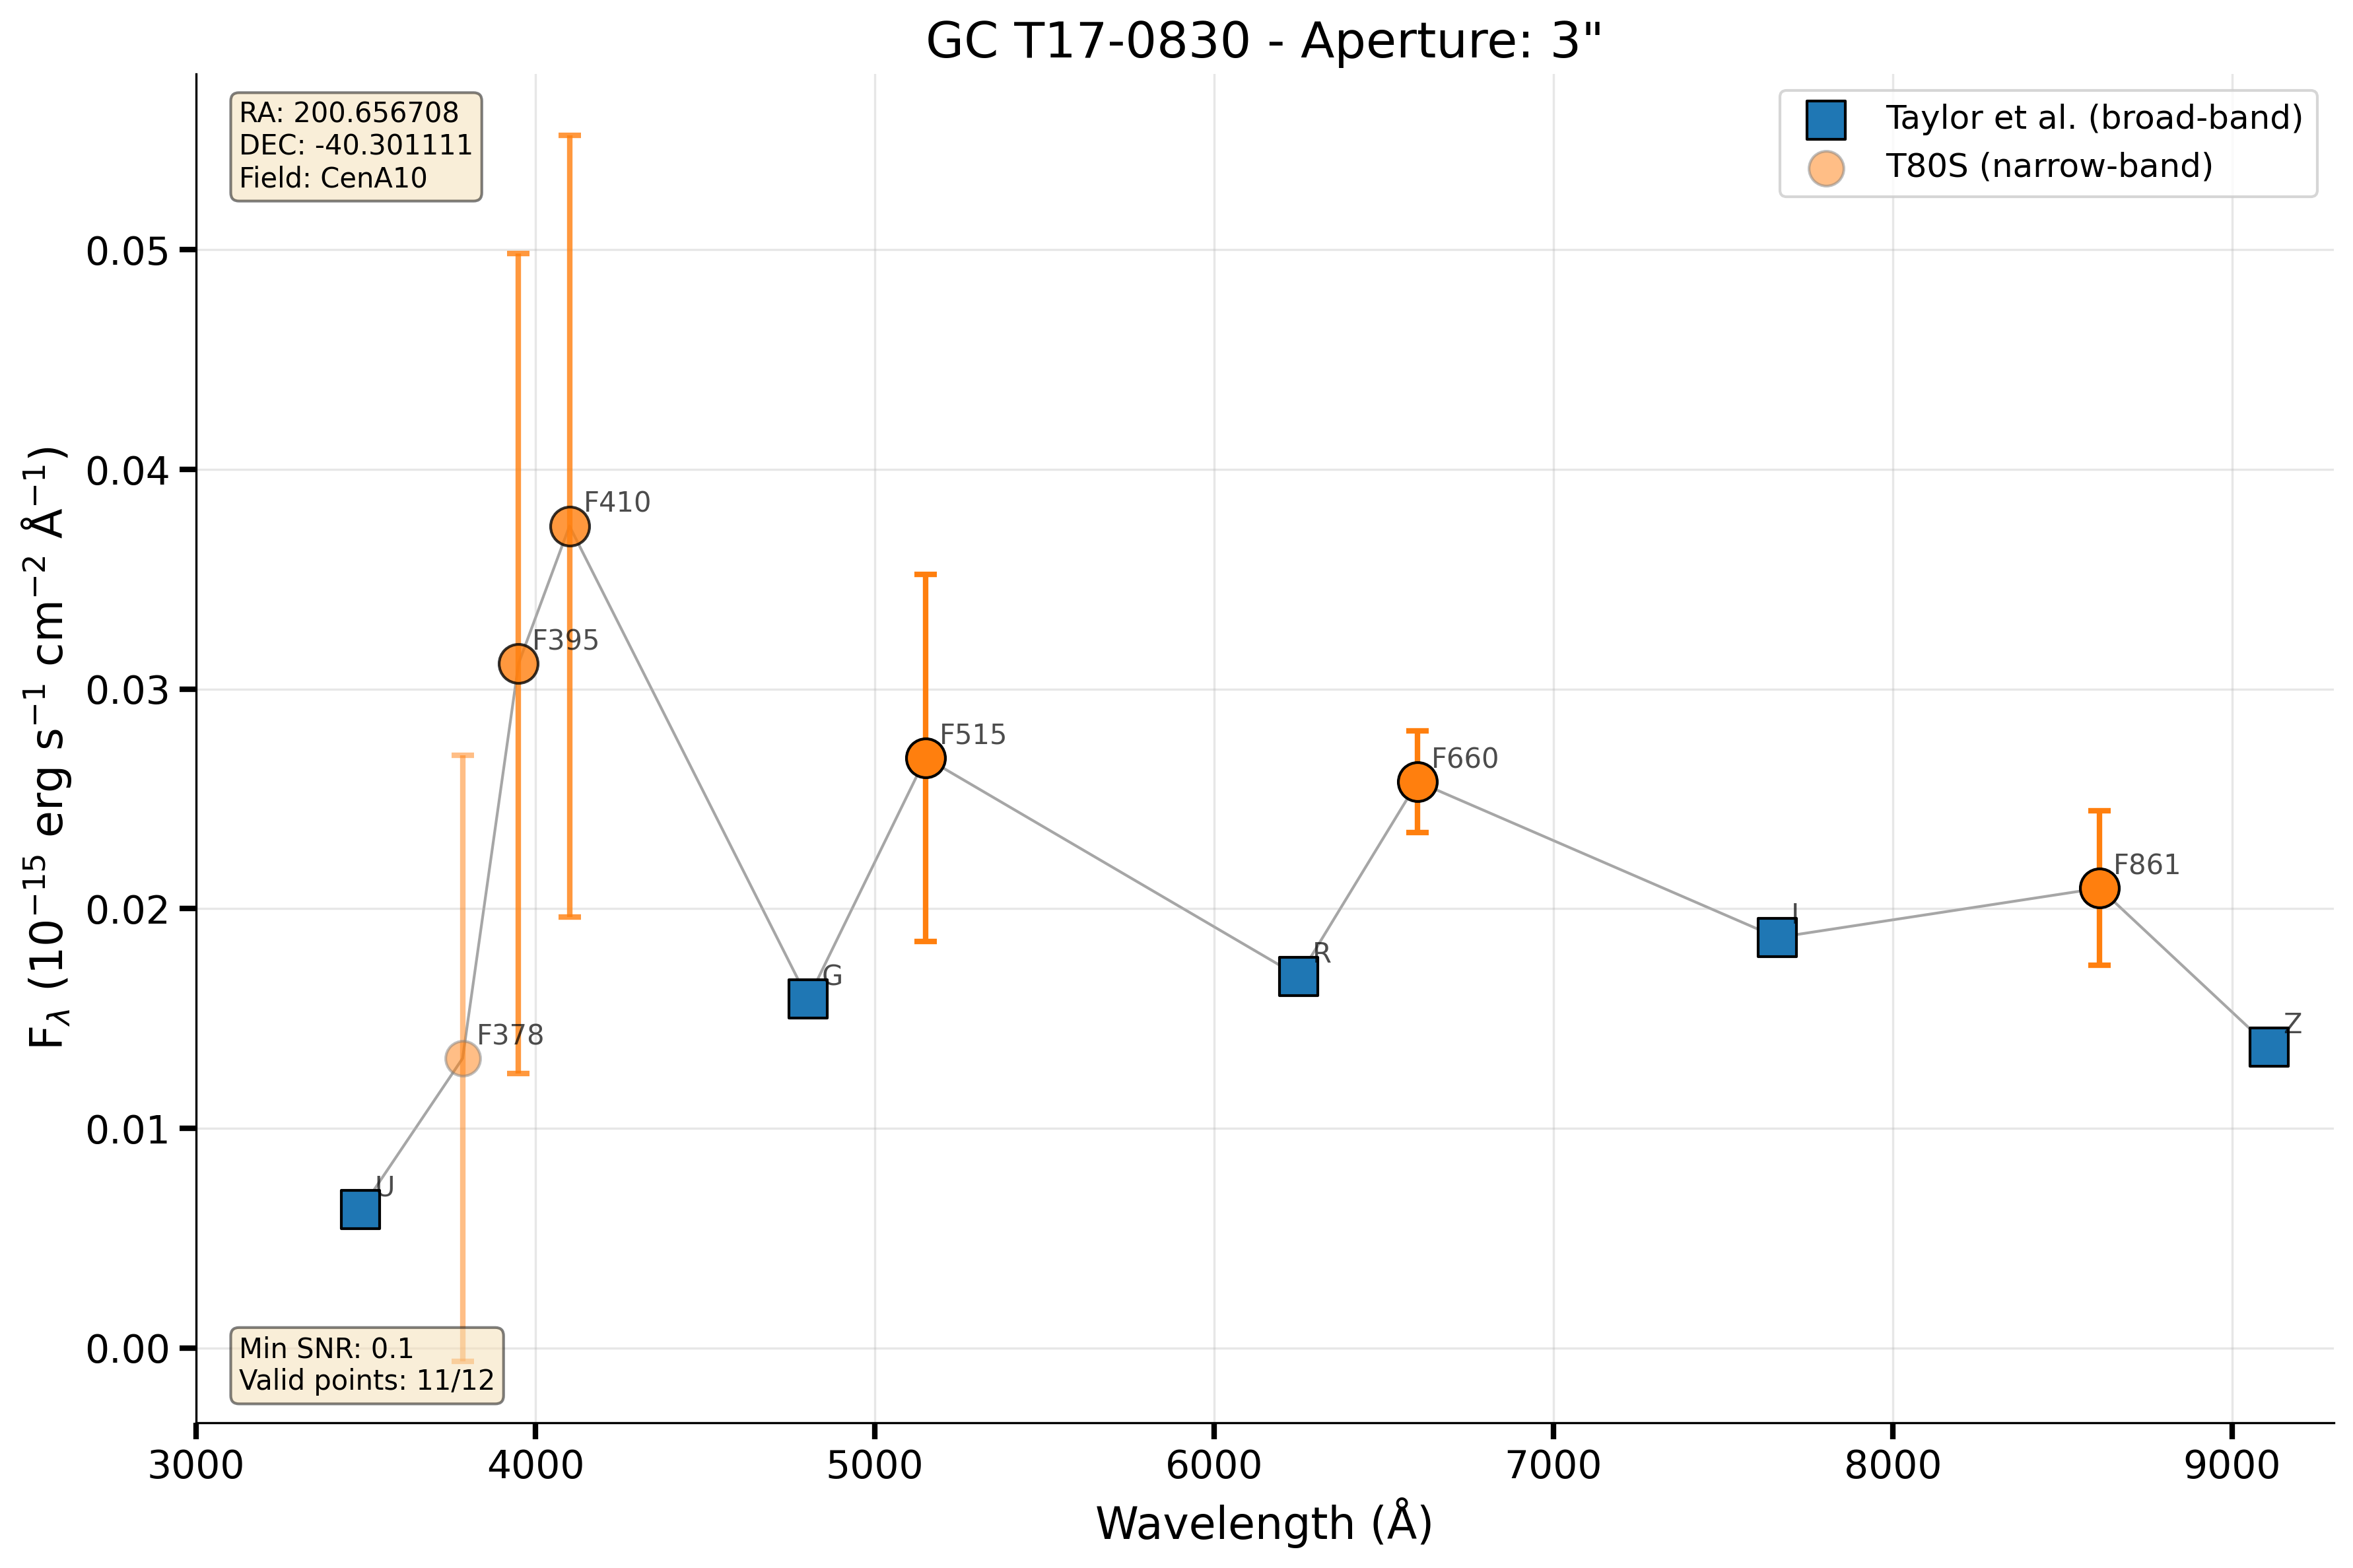 GC T17-0830 - Aperture: 3"
RA: 200.656708
DEC: -40.301111
Field: CenA10
Taylor et al. (broad-band)
T80S (narrow-band)
F410
F395
F378
F515
F660
F861
U
G
R
I
Z
Min SNR: 0.1
Valid points: 11/12
0.05
0.04
0.03
0.02
0.01
0.00
3000 4000 5000 6000 7000 8000 9000
Wavelength (Å)
Fλ (10⁻¹⁵ erg s⁻¹ cm⁻² Å⁻¹)